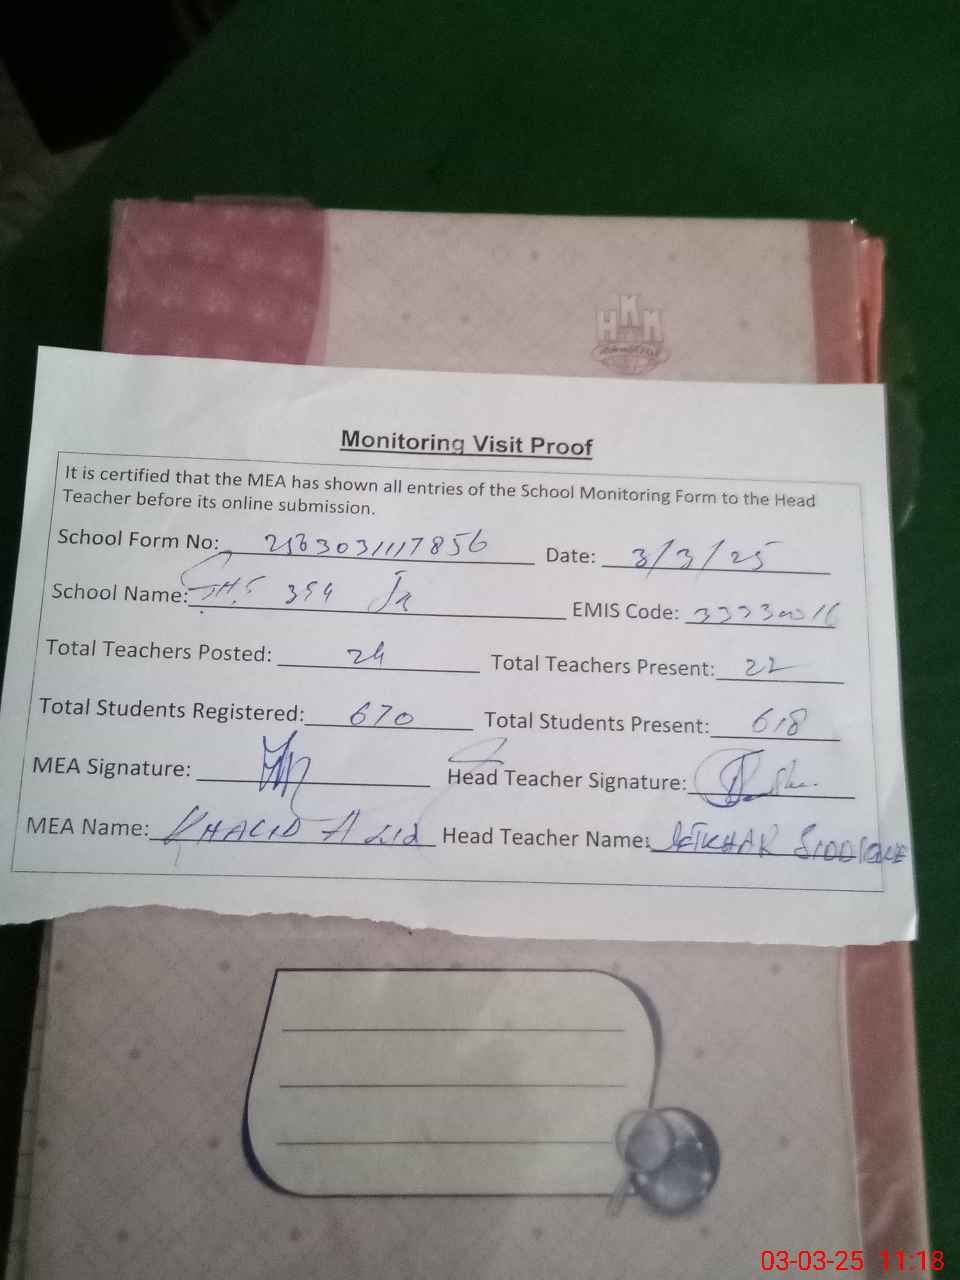 HKM
Monitoring Visit Proof
It is certified that the MEA has shown all entries of the School Monitoring Form to the Head
Teacher before its online submission.
School Form No: Date: 3/3/25
School Name: EMIS Code:
Total Teachers Posted: 24 Total Teachers Present: 22
Total Students Registered: 670 Total Students Present: 618
MEA Signature: Head Teacher Signature:
MEA Name: KHALID Head Teacher Name: SIDDIQUE
03-03-25 11:18